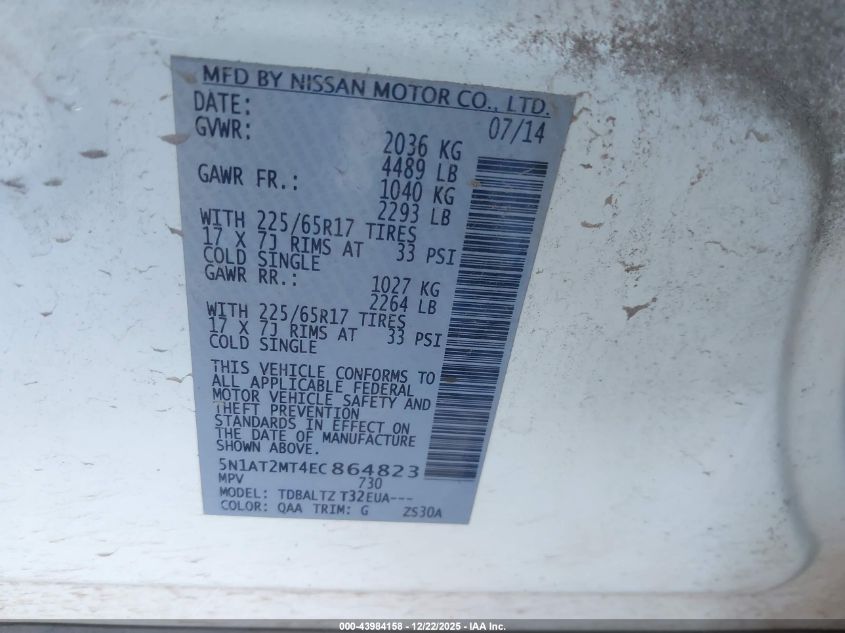 MFD BY NISSAN MOTOR CO., LTD.
DATE: 07/14
GVWR: 2036 KG
4489 LB
GAWR FR.: 1040 KG
2293 LB
WITH 225/65R17 TIRES
17 X 7J RIMS AT 33 PSI
COLD SINGLE
GAWR RR.: 1027 KG
2264 LB
WITH 225/65R17 TIRES
17 X 7J RIMS AT 33 PSI
COLD SINGLE
THIS VEHICLE CONFORMS TO
ALL APPLICABLE FEDERAL
MOTOR VEHICLE SAFETY AND
THEFT PREVENTION
STANDARDS IN EFFECT ON
THE DATE OF MANUFACTURE
SHOWN ABOVE.
5N1AT2MT4EC864823
MPV 730
MODEL: TDBALTZ T32EUA---
COLOR: QAA TRIM: G ZS30A
000-43984158 - 12/22/2025 - IAA Inc.